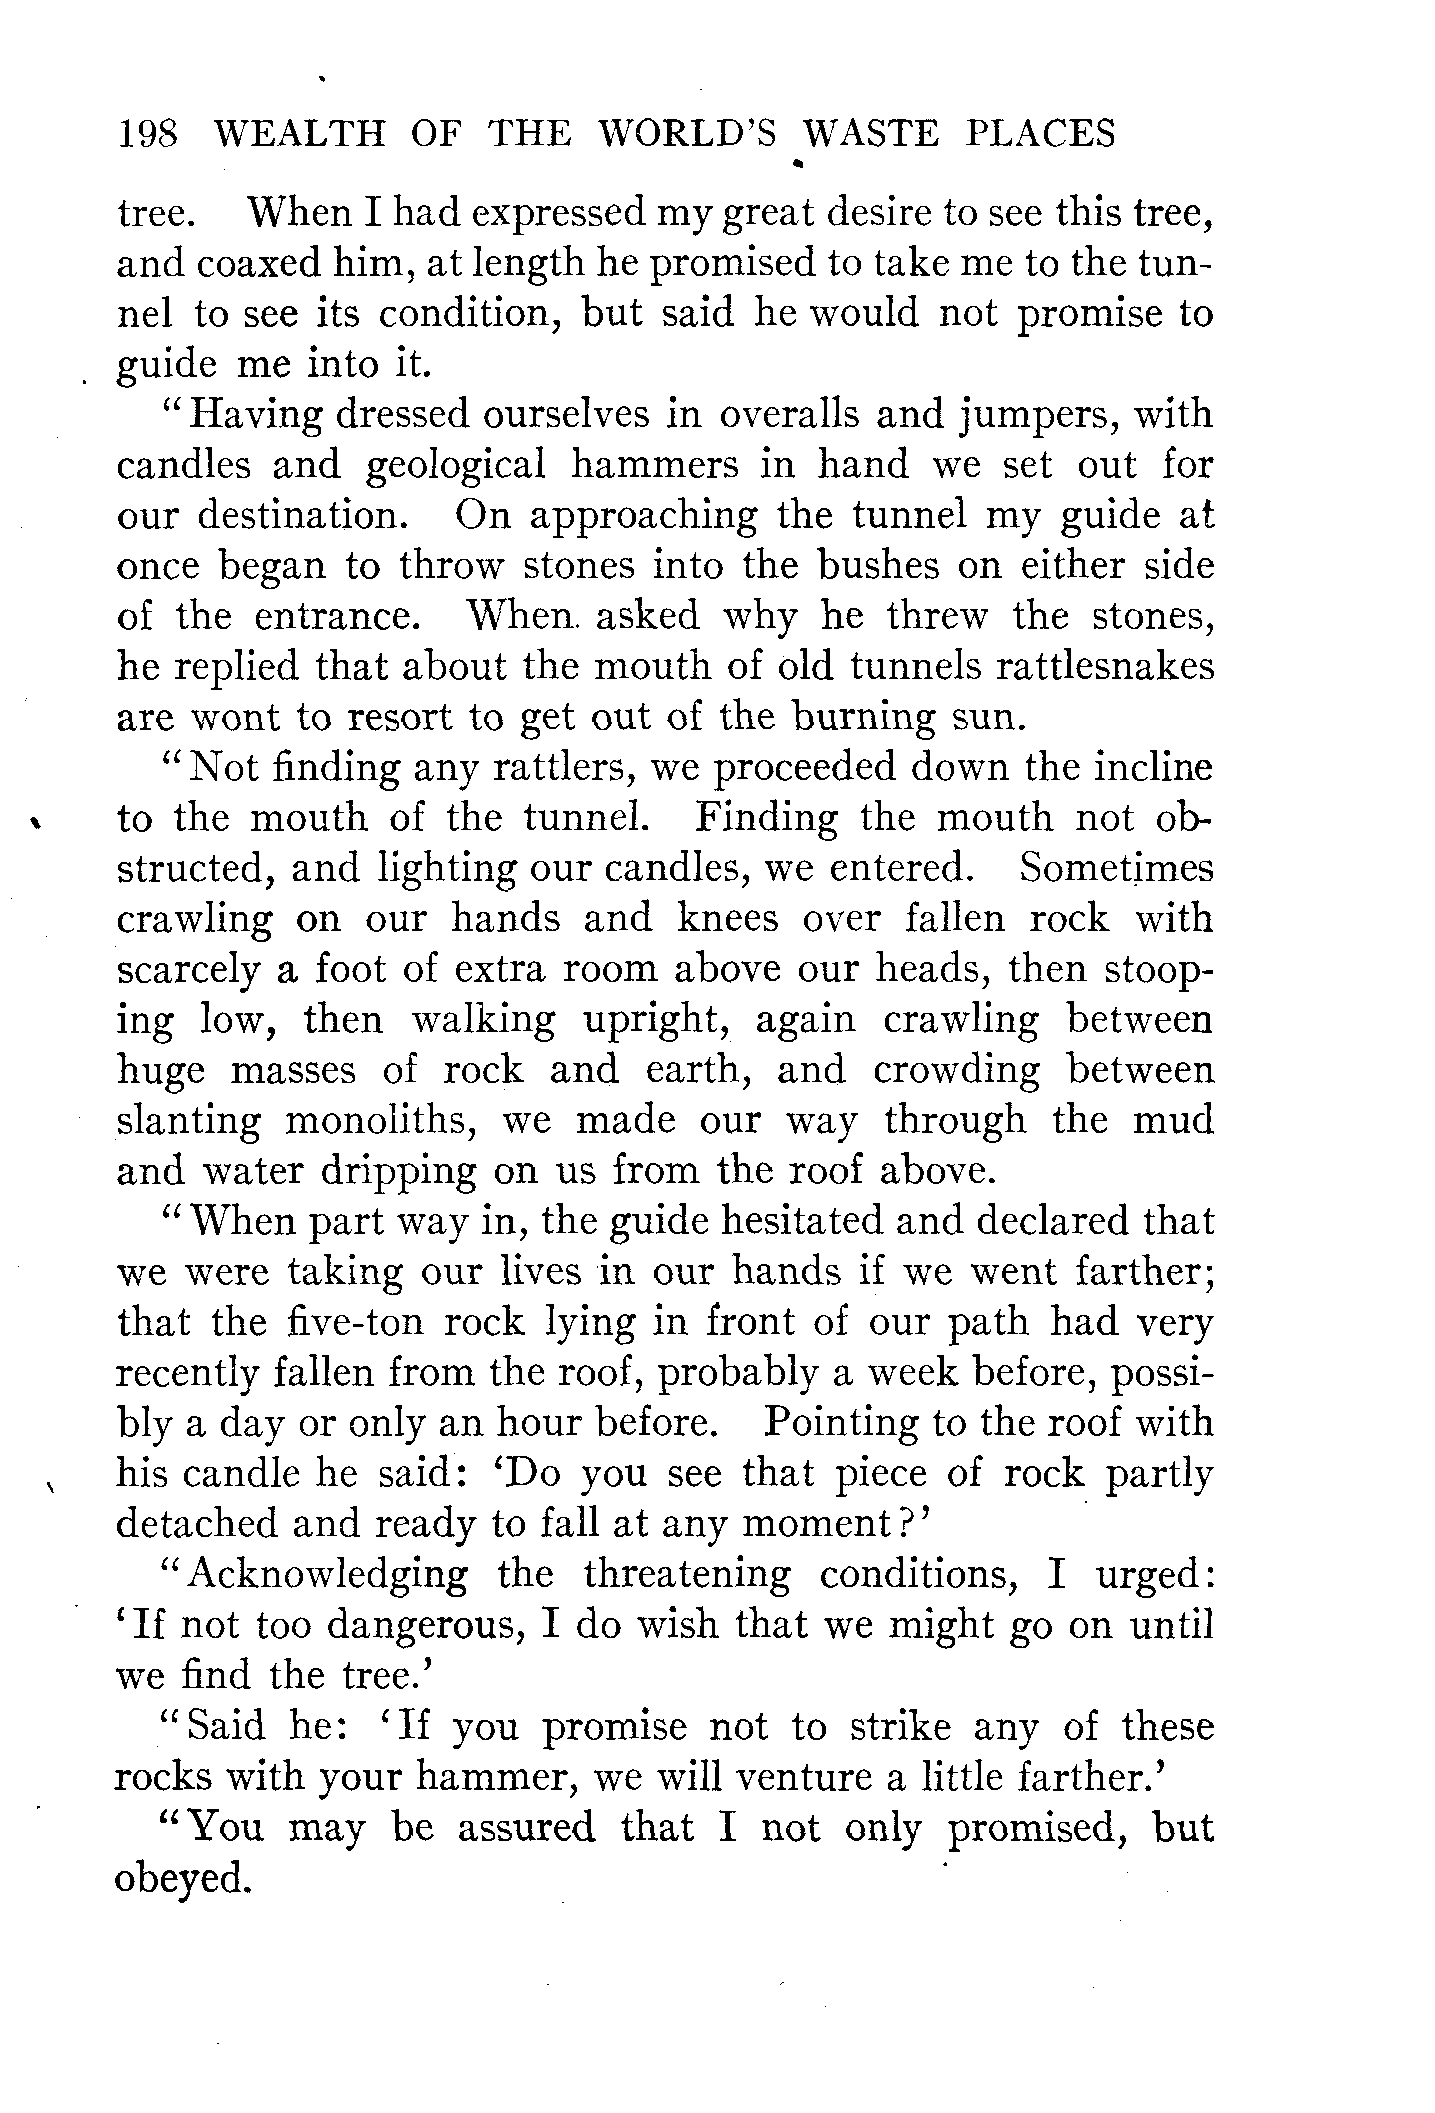 198 WEALTH OF THE WORLD'S WASTE PLACES
tree. When I had expressed my great desire to see this tree,
and coaxed him, at length he promised to take me to the tun-
nel to see its condition, but said he would not promise to
guide me into it.
"Having dressed ourselves in overalls and jumpers, with
candles and geological hammers in hand we set out for
our destination. On approaching the tunnel my guide at
once began to throw stones into the bushes on either side
of the entrance. When asked why he threw the stones,
he replied that about the mouth of old tunnels rattlesnakes
are wont to resort to get out of the burning sun.
"Not finding any rattlers, we proceeded down the incline
to the mouth of the tunnel. Finding the mouth not ob-
structed, and lighting our candles, we entered. Sometimes
crawling on our hands and knees over fallen rock with
scarcely a foot of extra room above our heads, then stoop-
ing low, then walking upright, again crawling between
huge masses of rock and earth, and crowding between
slanting monoliths, we made our way through the mud
and water dripping on us from the roof above.
"When part way in, the guide hesitated and declared that
we were taking our lives in our hands if we went farther;
that the five-ton rock lying in front of our path had very
recently fallen from the roof, probably a week before, possi-
bly a day or only an hour before. Pointing to the roof with
his candle he said: 'Do you see that piece of rock partly
detached and ready to fall at any moment?'
"Acknowledging the threatening conditions, I urged:
'If not too dangerous, I do wish that we might go on until
we find the tree.'
"Said he: 'If you promise not to strike any of these
rocks with your hammer, we will venture a little farther.'
"You may be assured that I not only promised, but
obeyed.